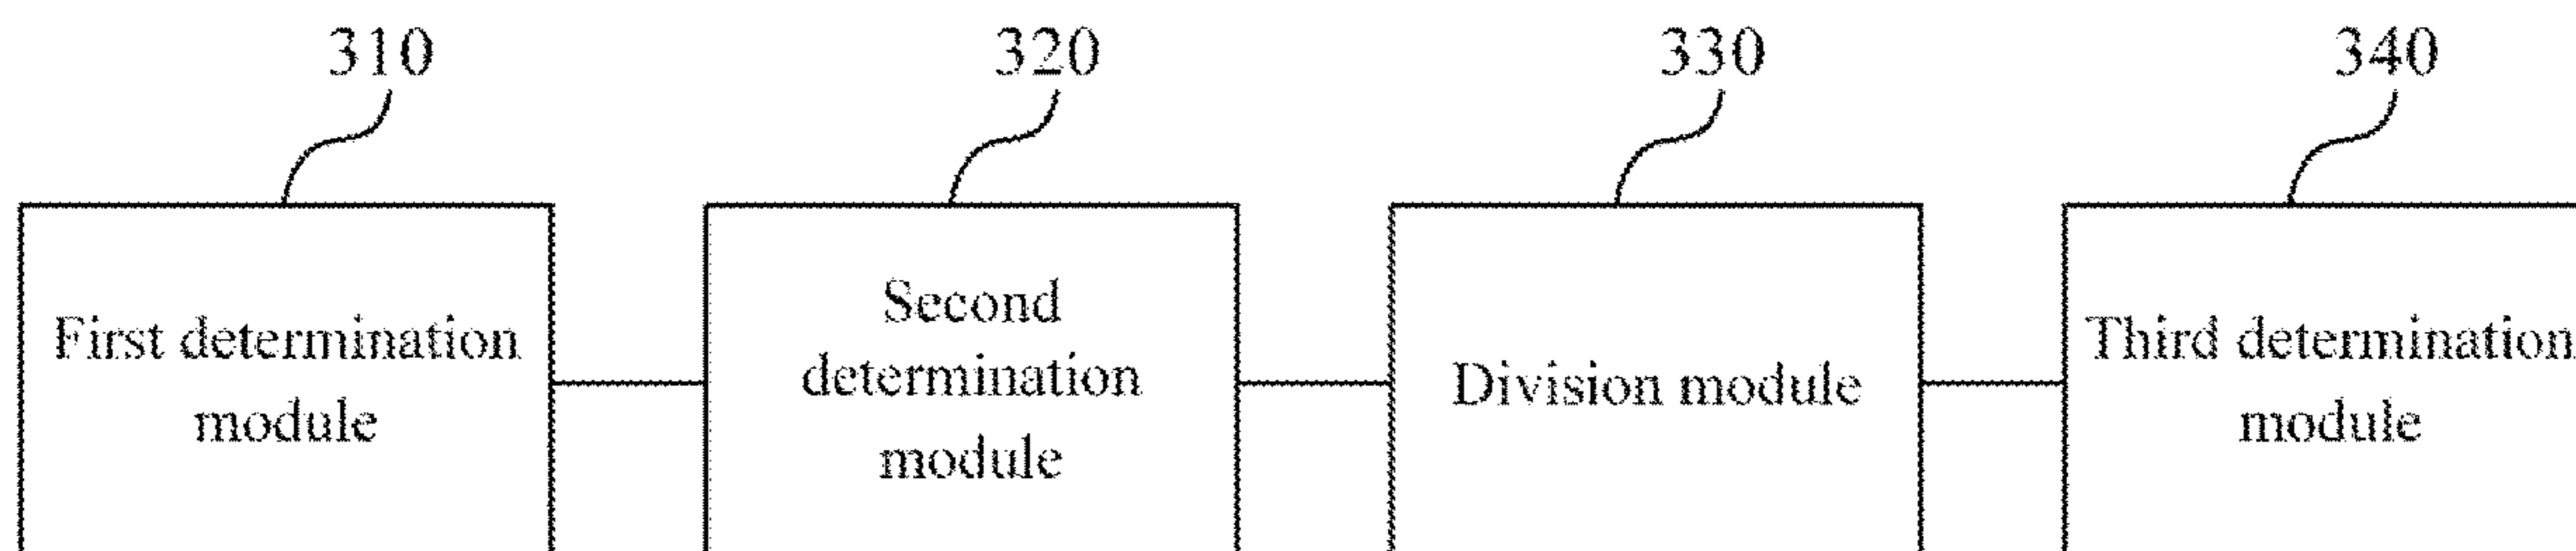 310
320
330
340
First determination
module
Second
determination
module
Division module
Third determination
module